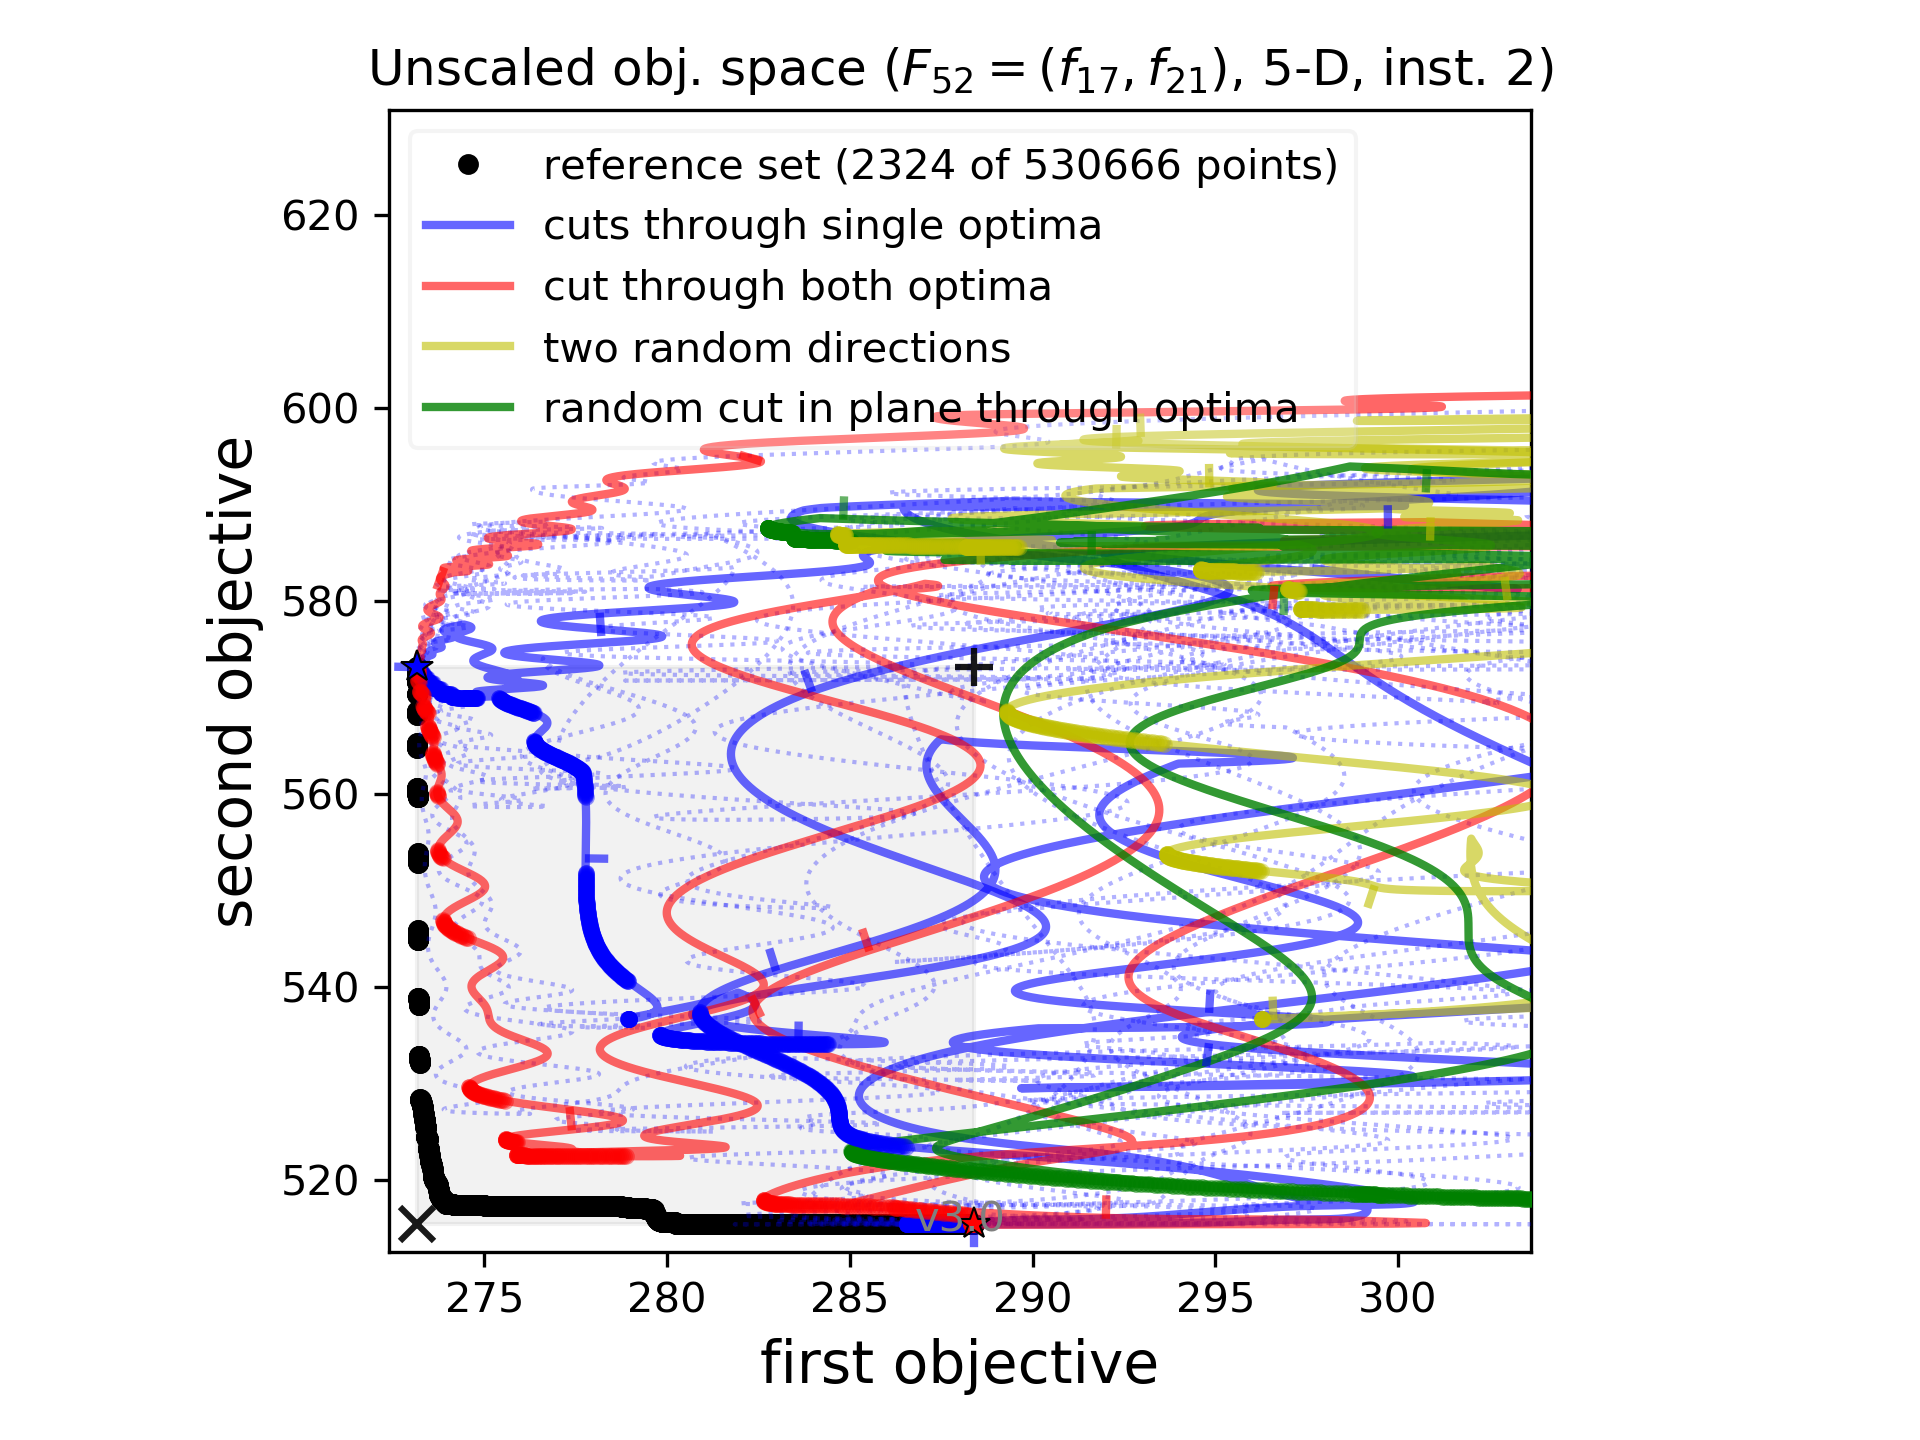 Unscaled obj. space (F52 = (f17, f21), 5-D, inst. 2)
reference set (2324 of 530666 points)
cuts through single optima
cut through both optima
two random directions
random cut in plane through optima
620
600
580
560
540
520
second objective
v3.0
275 280 285 290 295 300
first objective